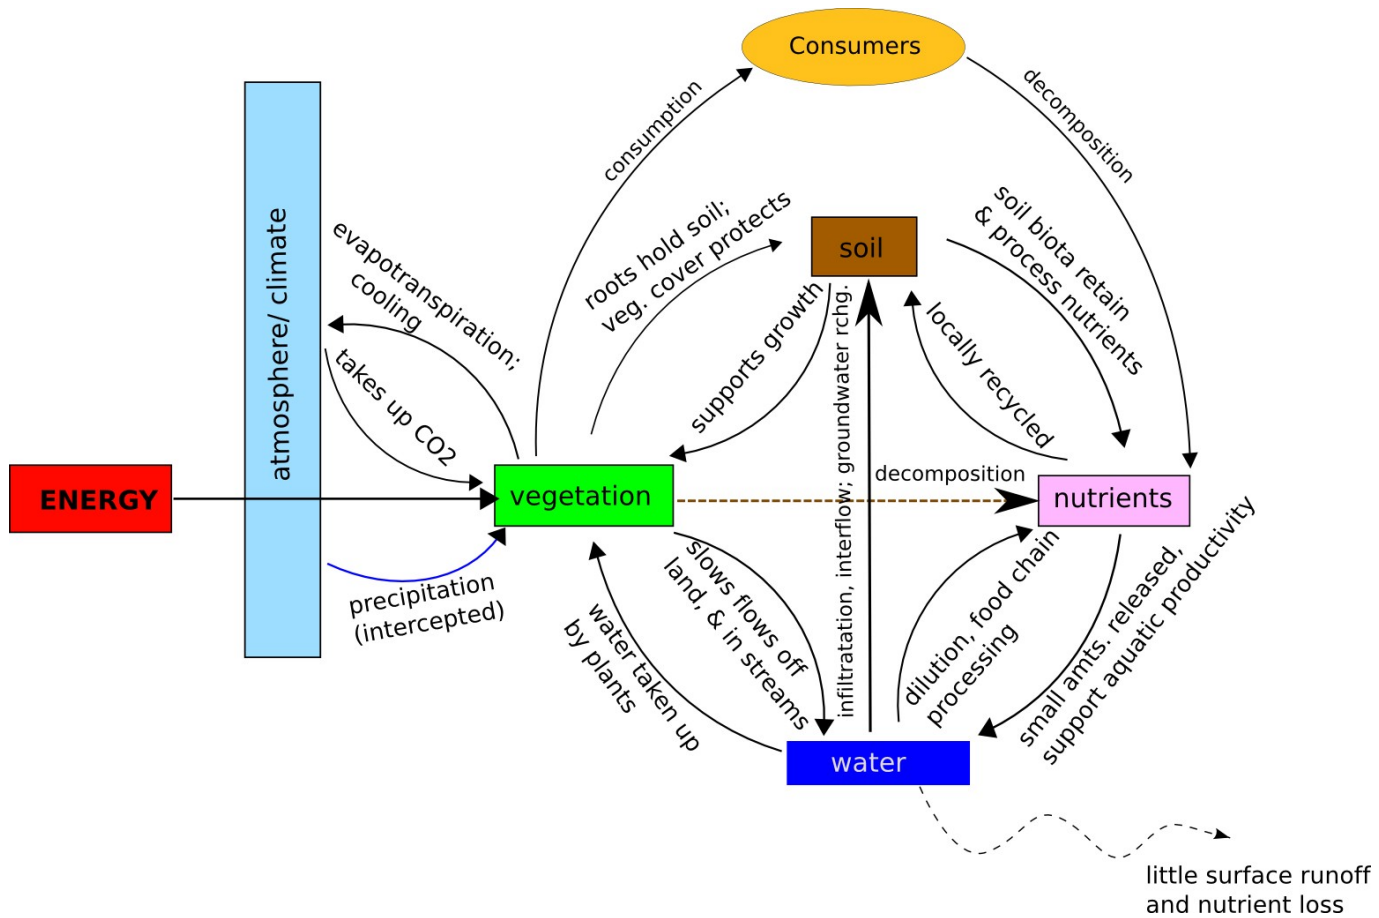 Consumers
consumption
decomposition
atmosphere/ climate
evapotranspiration;
cooling
takes up CO2
roots hold soil;
veg. cover protects
soil
soil biota retain
& process nutrients
supports growth
infiltratation, interflow; groundwater rchg.
locally recycled
ENERGY
vegetation
decomposition
nutrients
precipitation
(intercepted)
slows flows off
land, & in streams
water taken up
by plants
dilution, food chain
processing
small amts. released,
support aquatic productivity
water
little surface runoff
and nutrient loss